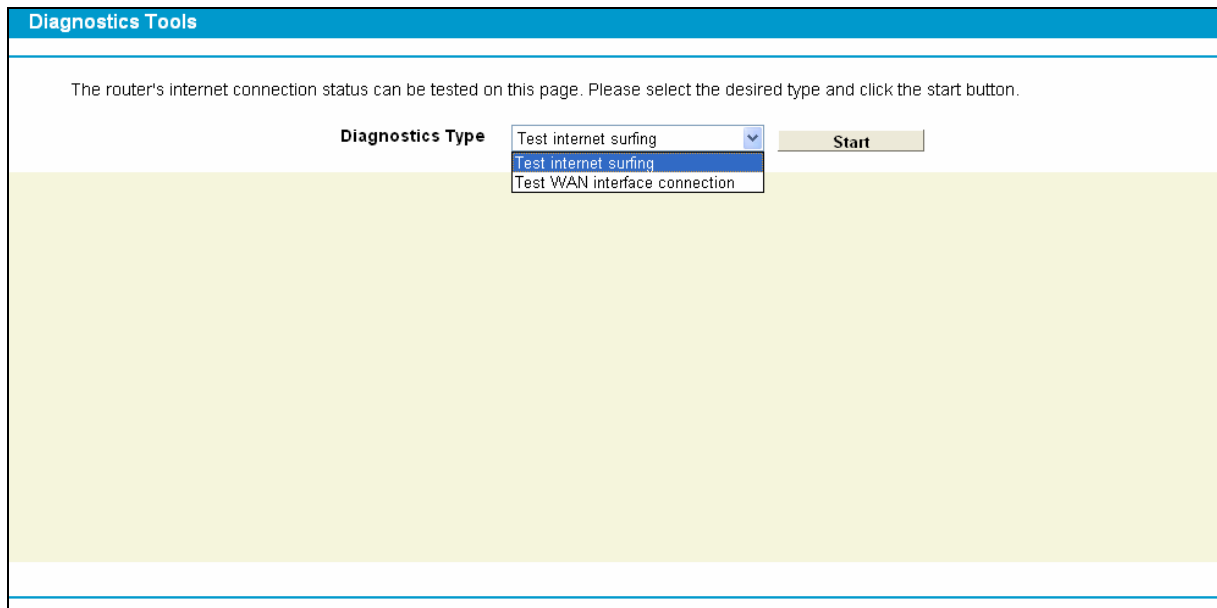 Diagnostics Tools
The router's internet connection status can be tested on this page. Please select the desired type and click the start button.
Diagnostics Type Test internet surfing Start
Test internet surfing
Test WAN interface connection